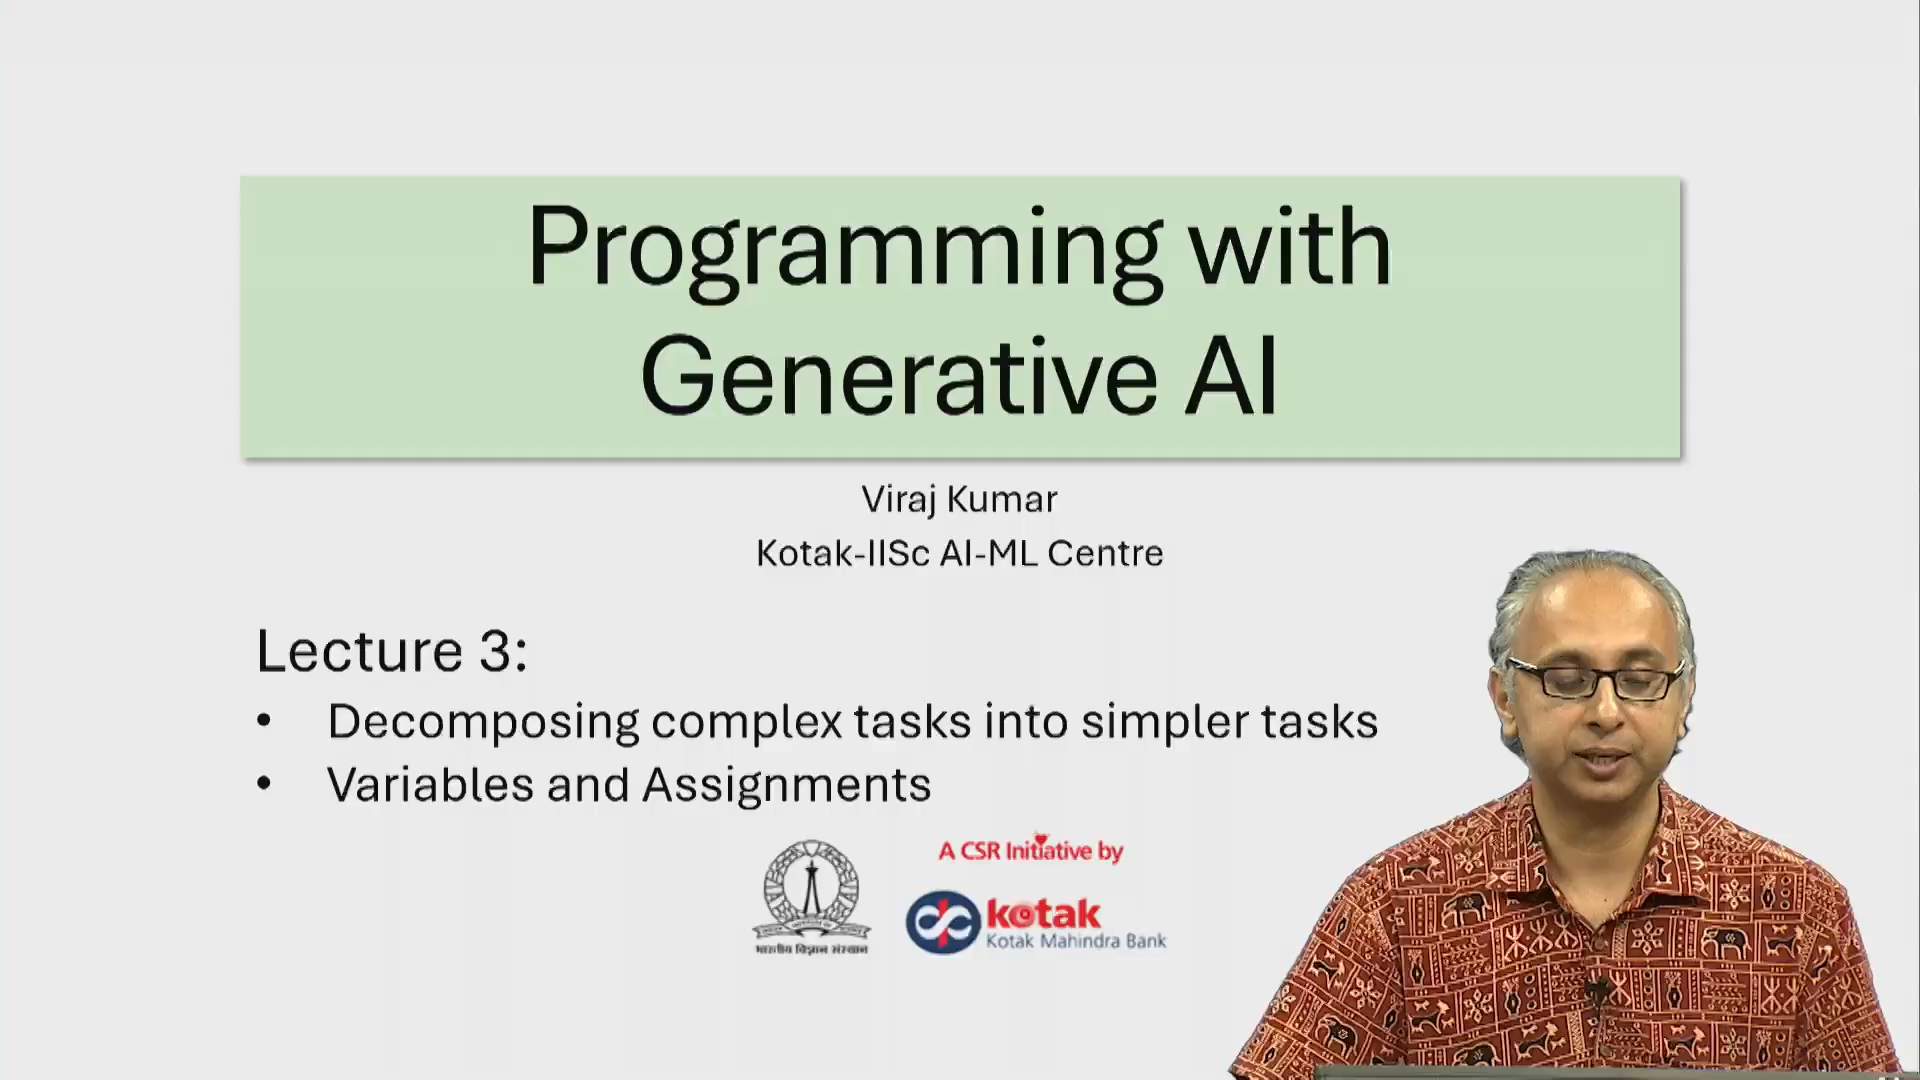 Programming with
Generative AI
Viraj Kumar
Kotak-IISc AI-ML Centre
Lecture 3:
• Decomposing complex tasks into simpler tasks
• Variables and Assignments
A CSR Initiative by
kotak
Kotak Mahindra Bank
भारतीय विज्ञान संस्थान